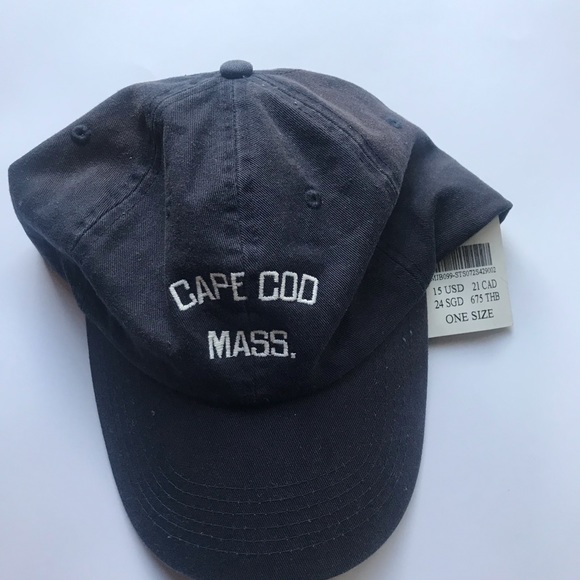 CAPE COD
MASS.
15 USD 21 CAD
24 SGD 675 THB
ONE SIZE